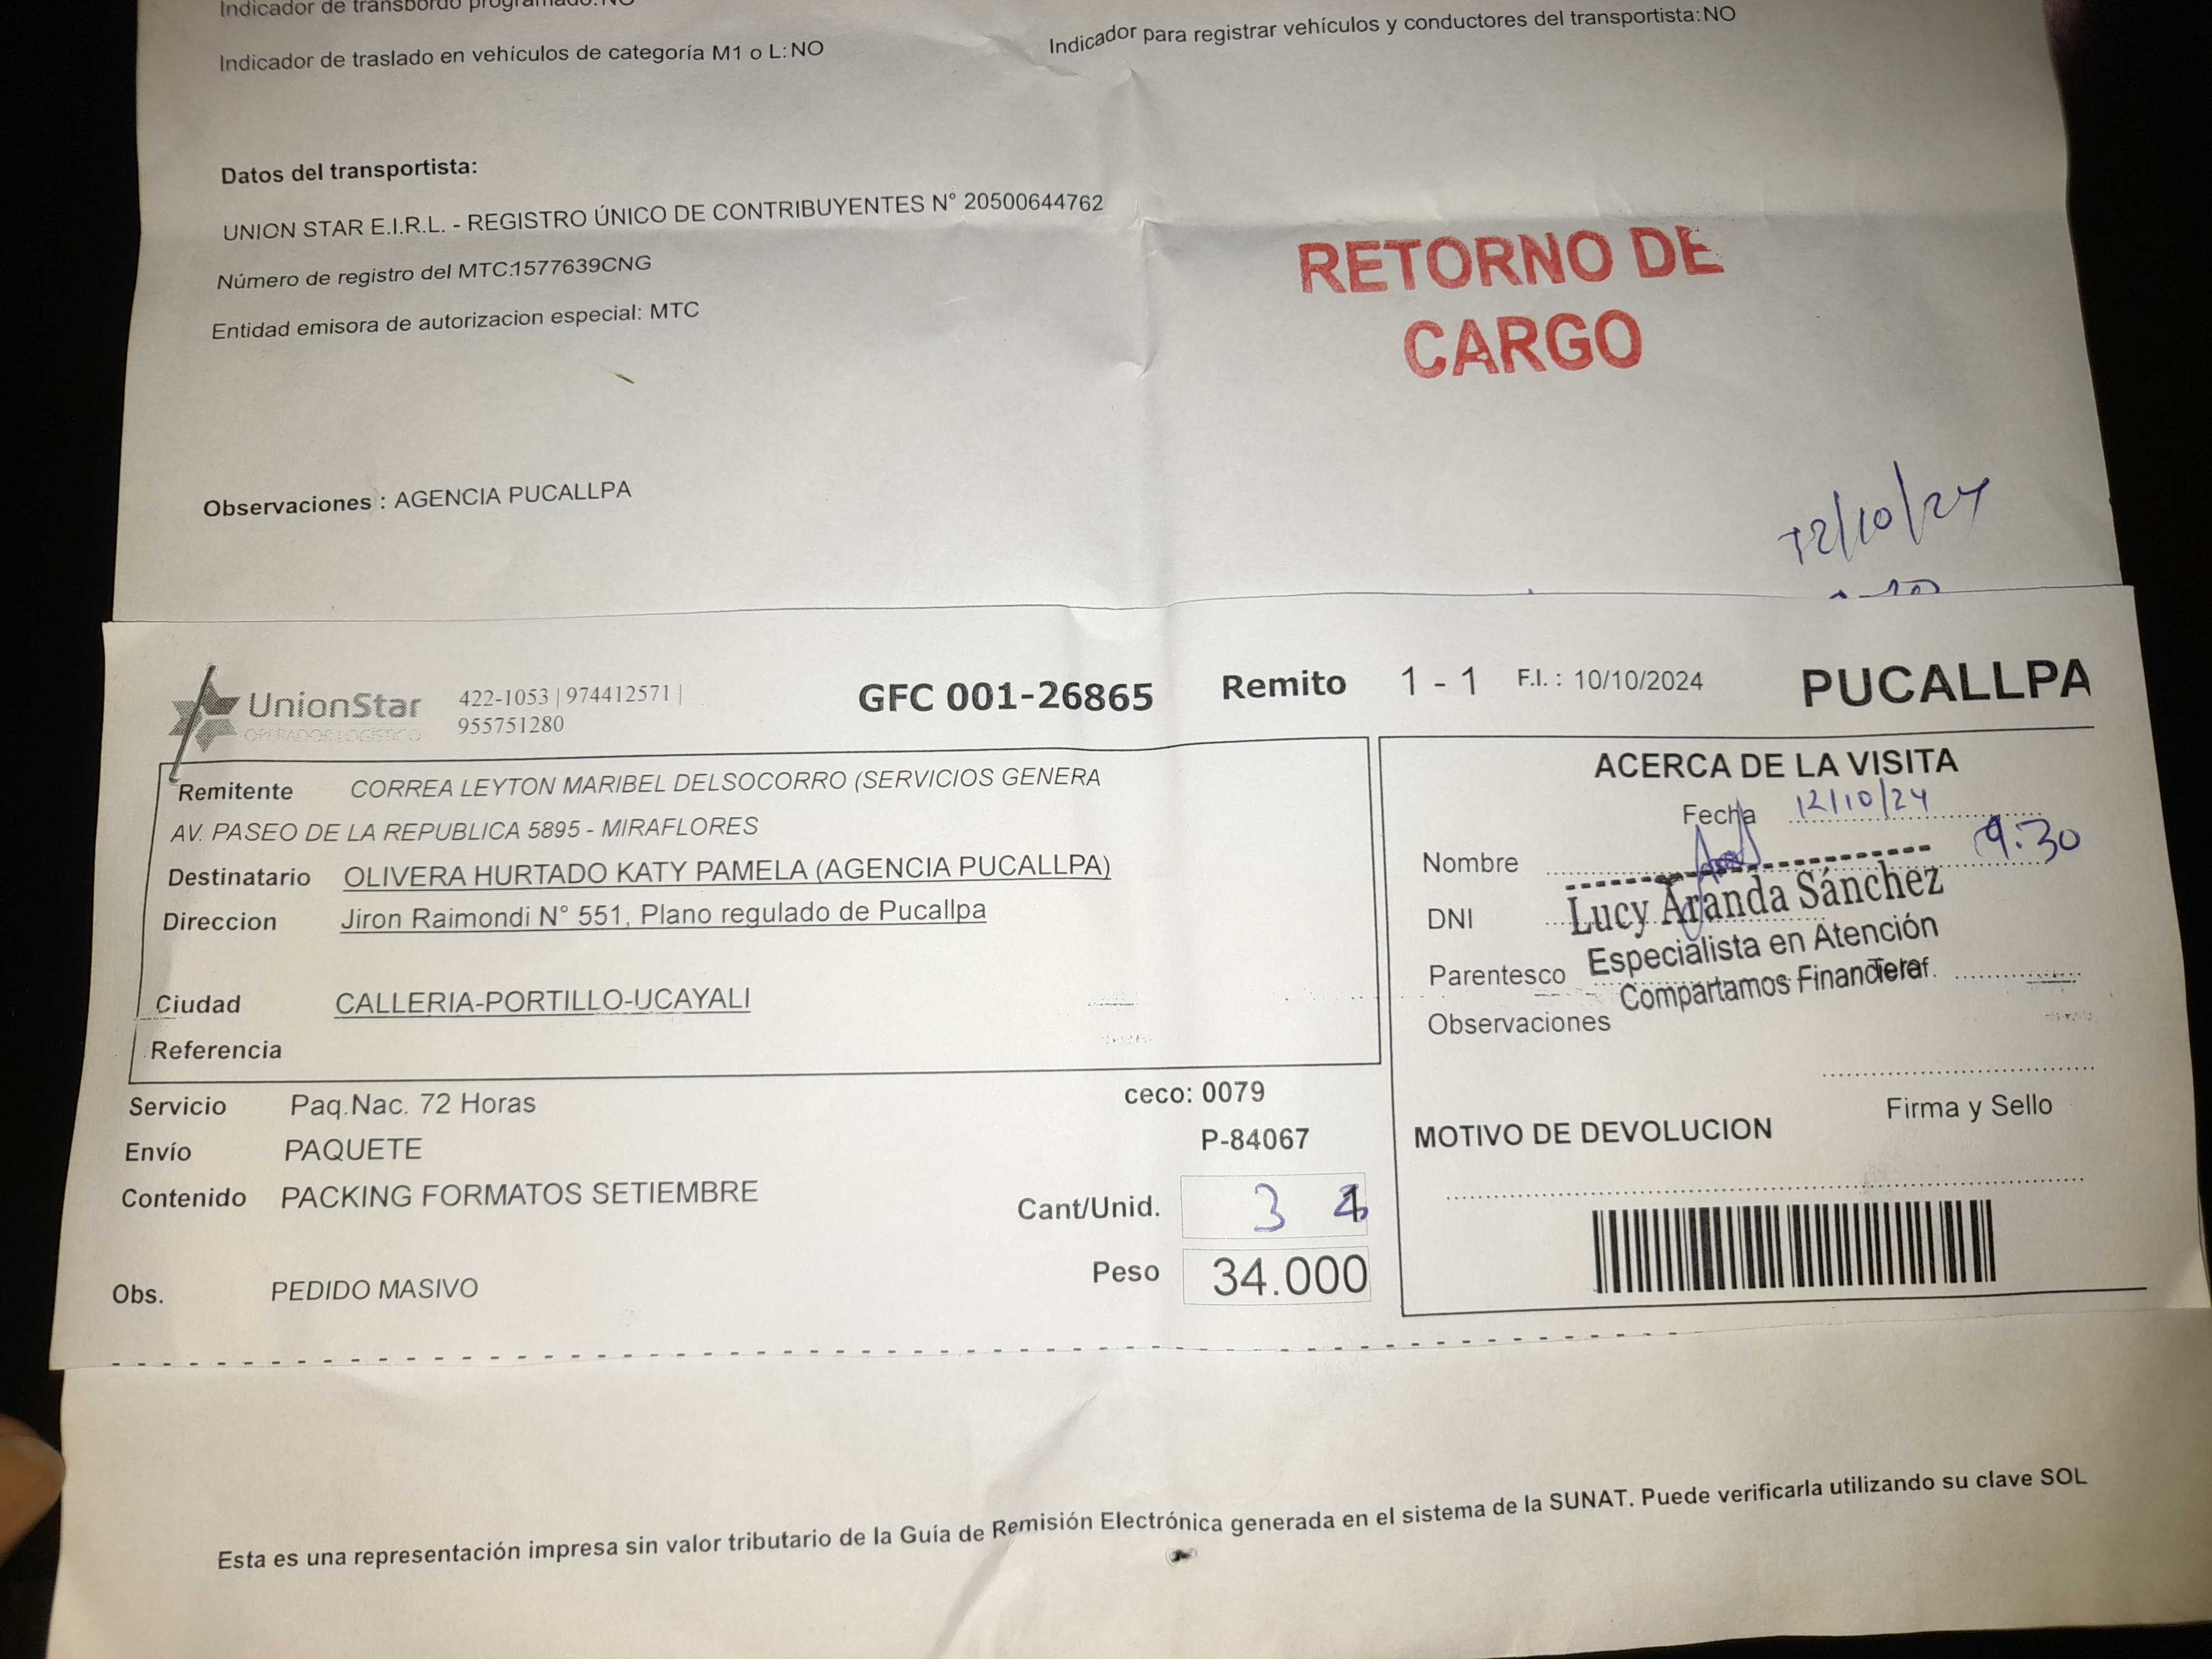 Indicador de transbordo programado: NO
Indicador de traslado en vehículos de categoría M1 o L: NO
Indicador para registrar vehículos y conductores del transportista: NO
Datos del transportista:
UNION STAR E.I.R.L. - REGISTRO ÚNICO DE CONTRIBUYENTES N° 20500644762
Número de registro del MTC:1577639CNG
Entidad emisora de autorizacion especial: MTC
RETORNO DE
CARGO
Observaciones : AGENCIA PUCALLPA
12/10/24
UnionStar
OPERADOR LOGISTICO
422-1053 | 974412571 |
955751280
GFC 001-26865
Remito 1 - 1
F.I. : 10/10/2024
PUCALLPA
Remitente CORREA LEYTON MARIBEL DELSOCORRO (SERVICIOS GENERA
AV. PASEO DE LA REPUBLICA 5895 - MIRAFLORES
Destinatario OLIVERA HURTADO KATY PAMELA (AGENCIA PUCALLPA)
Direccion Jiron Raimondi N° 551, Plano regulado de Pucallpa
Ciudad CALLERIA-PORTILLO-UCAYALI
Referencia
ACERCA DE LA VISITA
Fecha 12/10/24
9:30
Nombre
DNI
Lucy Aranda Sánchez
Especialista en Atención
Compartamos Financiera
Parentesco
Telef.
Observaciones
Firma y Sello
MOTIVO DE DEVOLUCION
Servicio Paq.Nac. 72 Horas
ceco: 0079
Envío PAQUETE
P-84067
Contenido PACKING FORMATOS SETIEMBRE
Cant/Unid. 3
Peso 34.000
Obs. PEDIDO MASIVO
Esta es una representación impresa sin valor tributario de la Guía de Remisión Electrónica generada en el sistema de la SUNAT. Puede verificarla utilizando su clave SOL